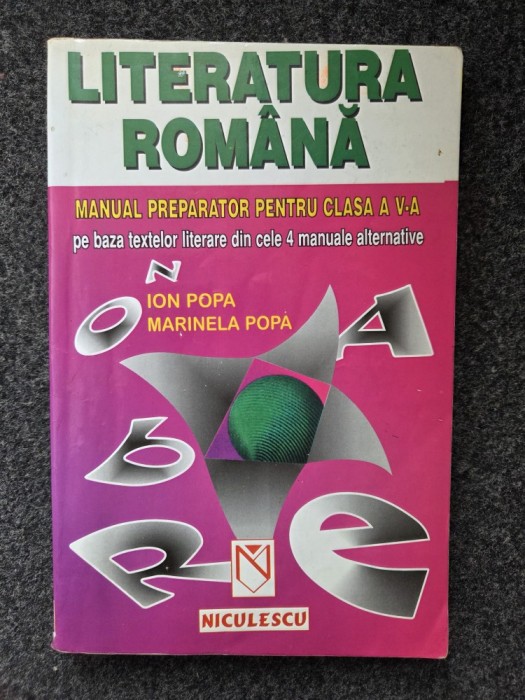 LITERATURA
ROMÂNĂ
MANUAL PREPARATOR PENTRU CLASA A V-A
pe baza textelor literare din cele 4 manuale alternative
ION POPA
MARINELA POPA
N
O
A
b
R
e
N
NICULESCU